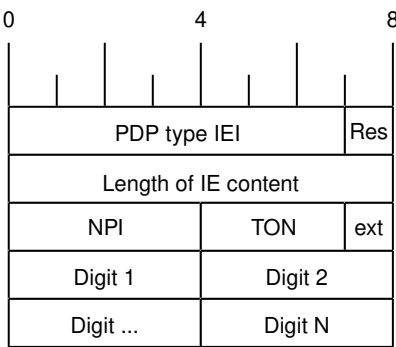 0 4 8
PDP type IEI Res
Length of IE content
NPI TON ext
Digit 1 Digit 2
Digit ... Digit N